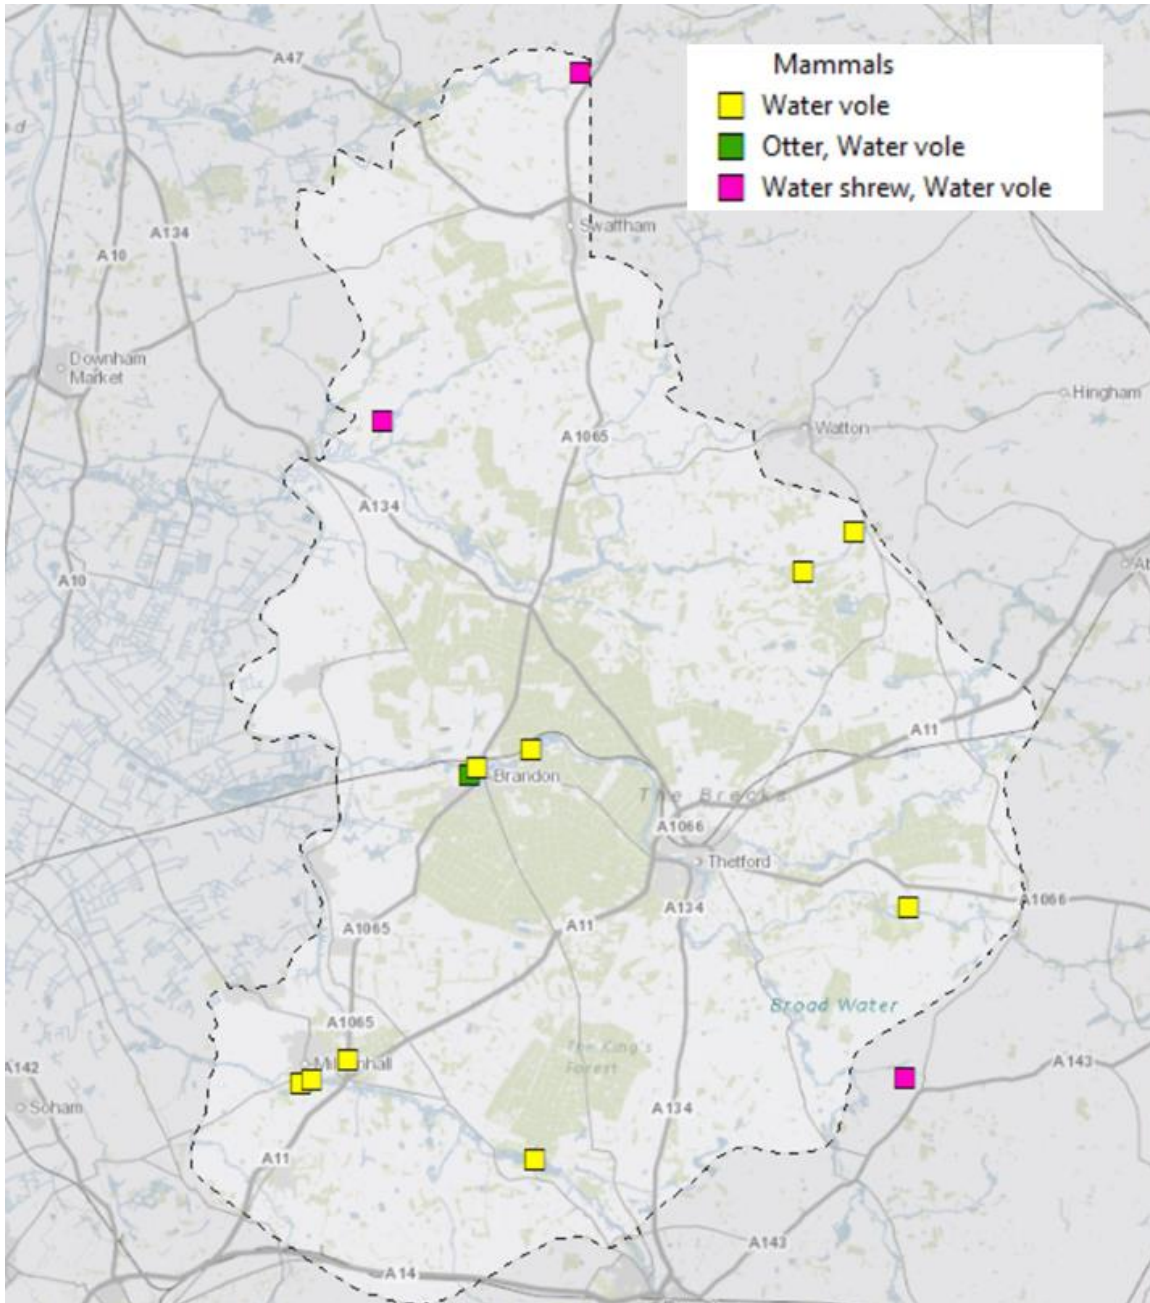 Mammals
Water vole
Otter, Water vole
Water shrew, Water vole
A47
A134
A10
Swaffham
Downham
Market
Hingham
A1065
Watton
A134
A10
A11
Brandon
The Brecks
A1066
Thetford
A134
A1066
A1065
A11
Broad Water
A1065
The King's
Forest
A142
A143
Soham
A134
A11
A143
A14